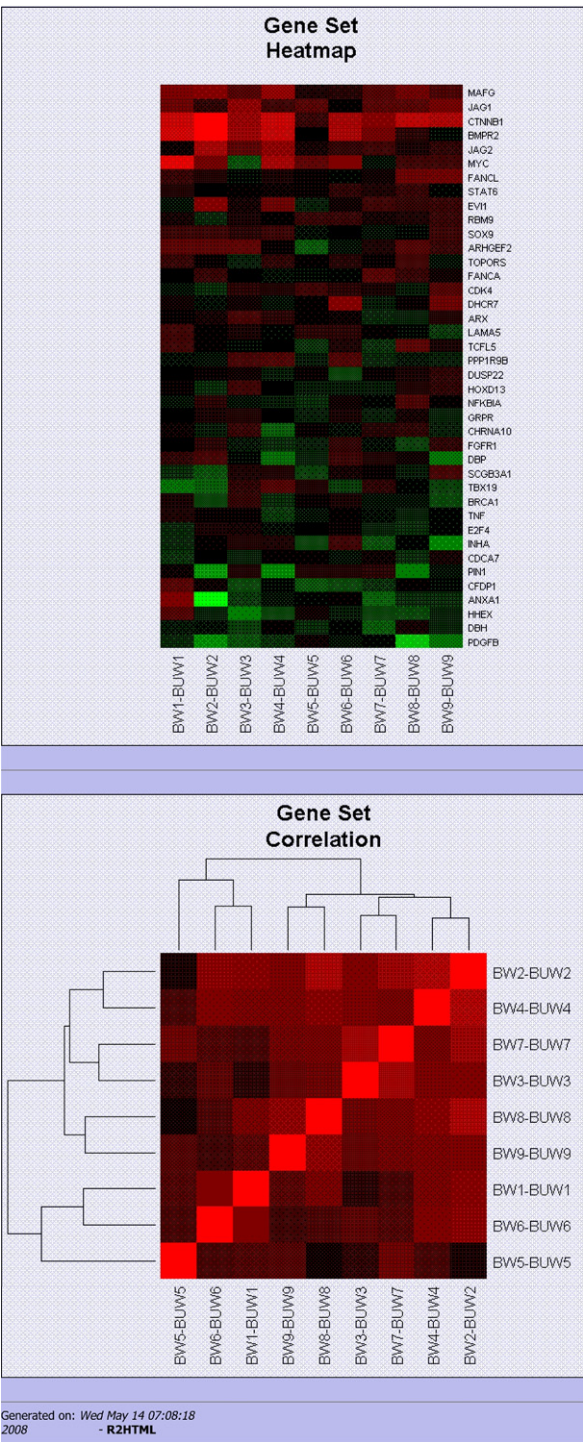 Gene Set
Heatmap
MAFG
JAG1
CTNNB1
BMPR2
JAG2
MYC
FANCL
STAT6
EVI1
RBM9
SOX9
ARHGEF2
TOPORS
FANCA
CDK4
DHCR7
ARX
LAMA5
TCFL5
PPP1R9B
DUSP22
HOXD13
NFKBIA
GRPR
CHRNA10
FGFR1
DBP
SCGB3A1
TBX19
BRCA1
TNF
E2F4
INHA
CDCA7
PIN1
CFDP1
ANXA1
HHEX
DBH
PDGFB
BW1-BUW1
BW2-BUW2
BW3-BUW3
BW4-BUW4
BW5-BUW5
BW6-BUW6
BW7-BUW7
BW8-BUW8
BW9-BUW9
Gene Set
Correlation
BW2-BUW2
BW4-BUW4
BW7-BUW7
BW3-BUW3
BW8-BUW8
BW9-BUW9
BW1-BUW1
BW6-BUW6
BW5-BUW5
BW5-BUW5
BW6-BUW6
BW1-BUW1
BW9-BUW9
BW8-BUW8
BW3-BUW3
BW7-BUW7
BW4-BUW4
BW2-BUW2
Generated on: Wed May 14 07:08:18
2008 - R2HTML